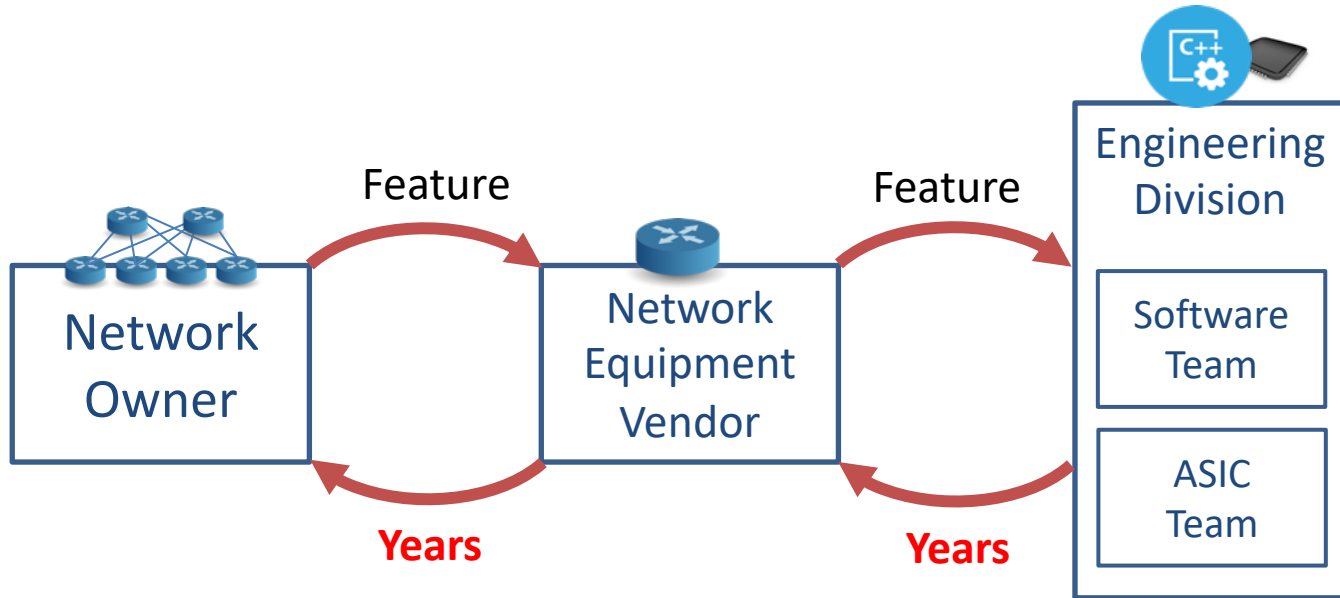 C++
Engineering
Division
Feature
Feature
Network
Owner
Network
Equipment
Vendor
Software
Team
ASIC
Team
Years
Years